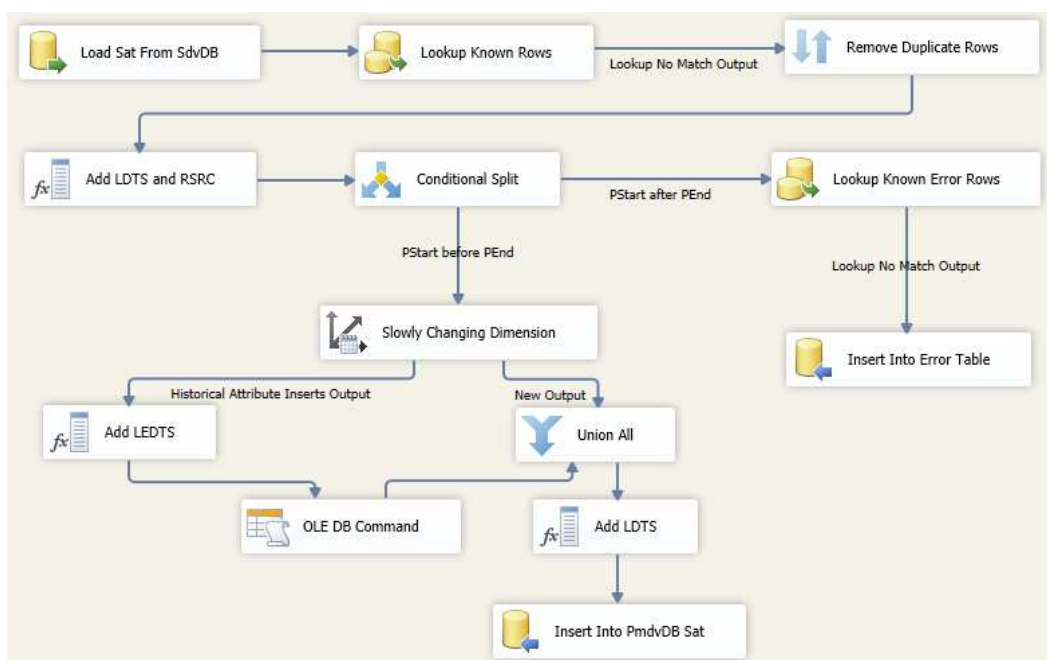 Load Sat From SdvDB
Lookup Known Rows
Lookup No Match Output
Remove Duplicate Rows
fx
Add LDTS and RSRC
Conditional Split
PStart after PEnd
Lookup Known Error Rows
PStart before PEnd
Lookup No Match Output
Slowly Changing Dimension
Insert Into Error Table
Historical Attribute Inserts Output
New Output
fx
Add LEDTS
Union All
OLE DB Command
fx
Add LDTS
Insert Into PmdvDB Sat